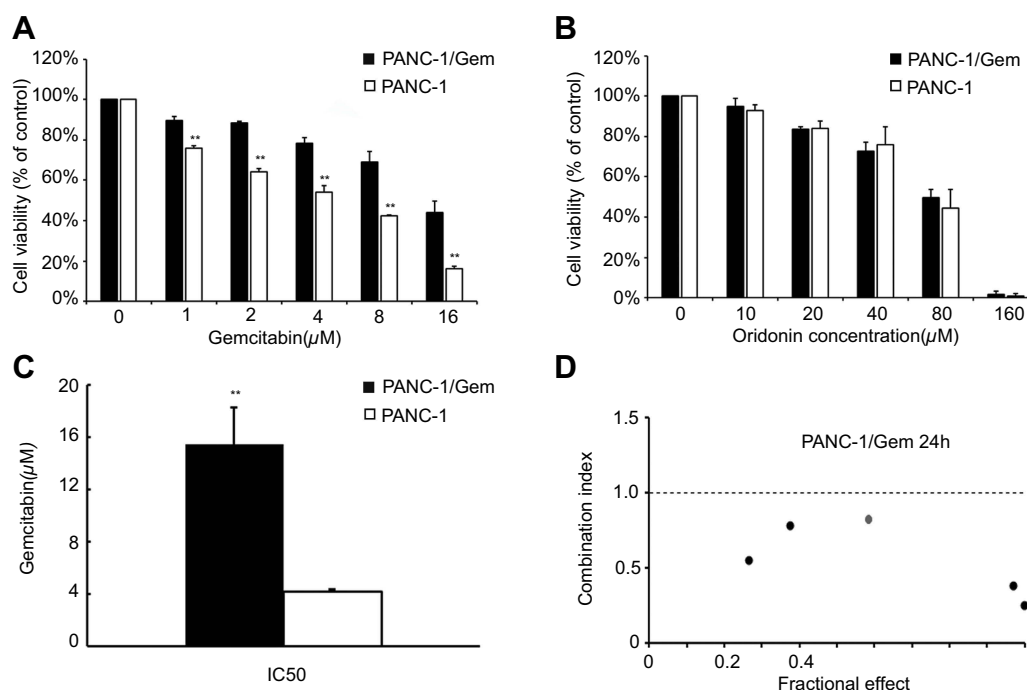 A
120%
100%
80%
60%
40%
20%
0%
Cell viability (% of control)
PANC-1/Gem
PANC-1
**
**
**
**
**
0 1 2 4 8 16
Gemcitabin(µM)
B
120%
100%
80%
60%
40%
20%
0%
Cell viability (% of control)
PANC-1/Gem
PANC-1
0 10 20 40 80 160
Oridonin concentration(µM)
C
20
16
12
8
4
0
Gemcitabin(µM)
PANC-1/Gem
PANC-1
**
IC50
D
1.5
1.0
0.5
0
Combination index
PANC-1/Gem 24h
0 0.2 0.4
Fractional effect